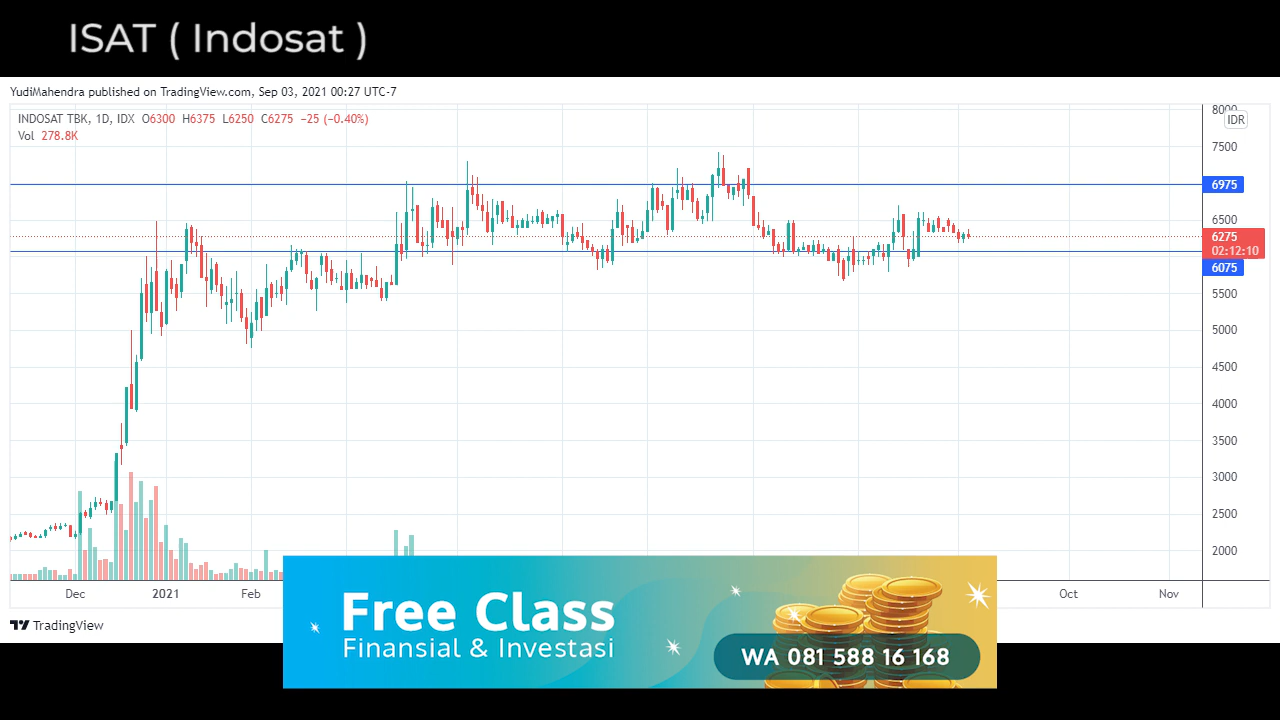 ISAT ( Indosat )
YudiMahendra published on TradingView.com, Sep 03, 2021 00:27 UTC-7
INDOSAT TBK, 1D, IDX O6300 H6375 L6250 C6275 −25 (−0.40%)
Vol 278.8K
8000
IDR
7500
6975
6500
6275
02:12:10
6075
5500
5000
4500
4000
3500
3000
2500
2000
Dec 2021 Feb Oct Nov
TradingView
Free Class
Finansial & Investasi
WA 081 588 16 168